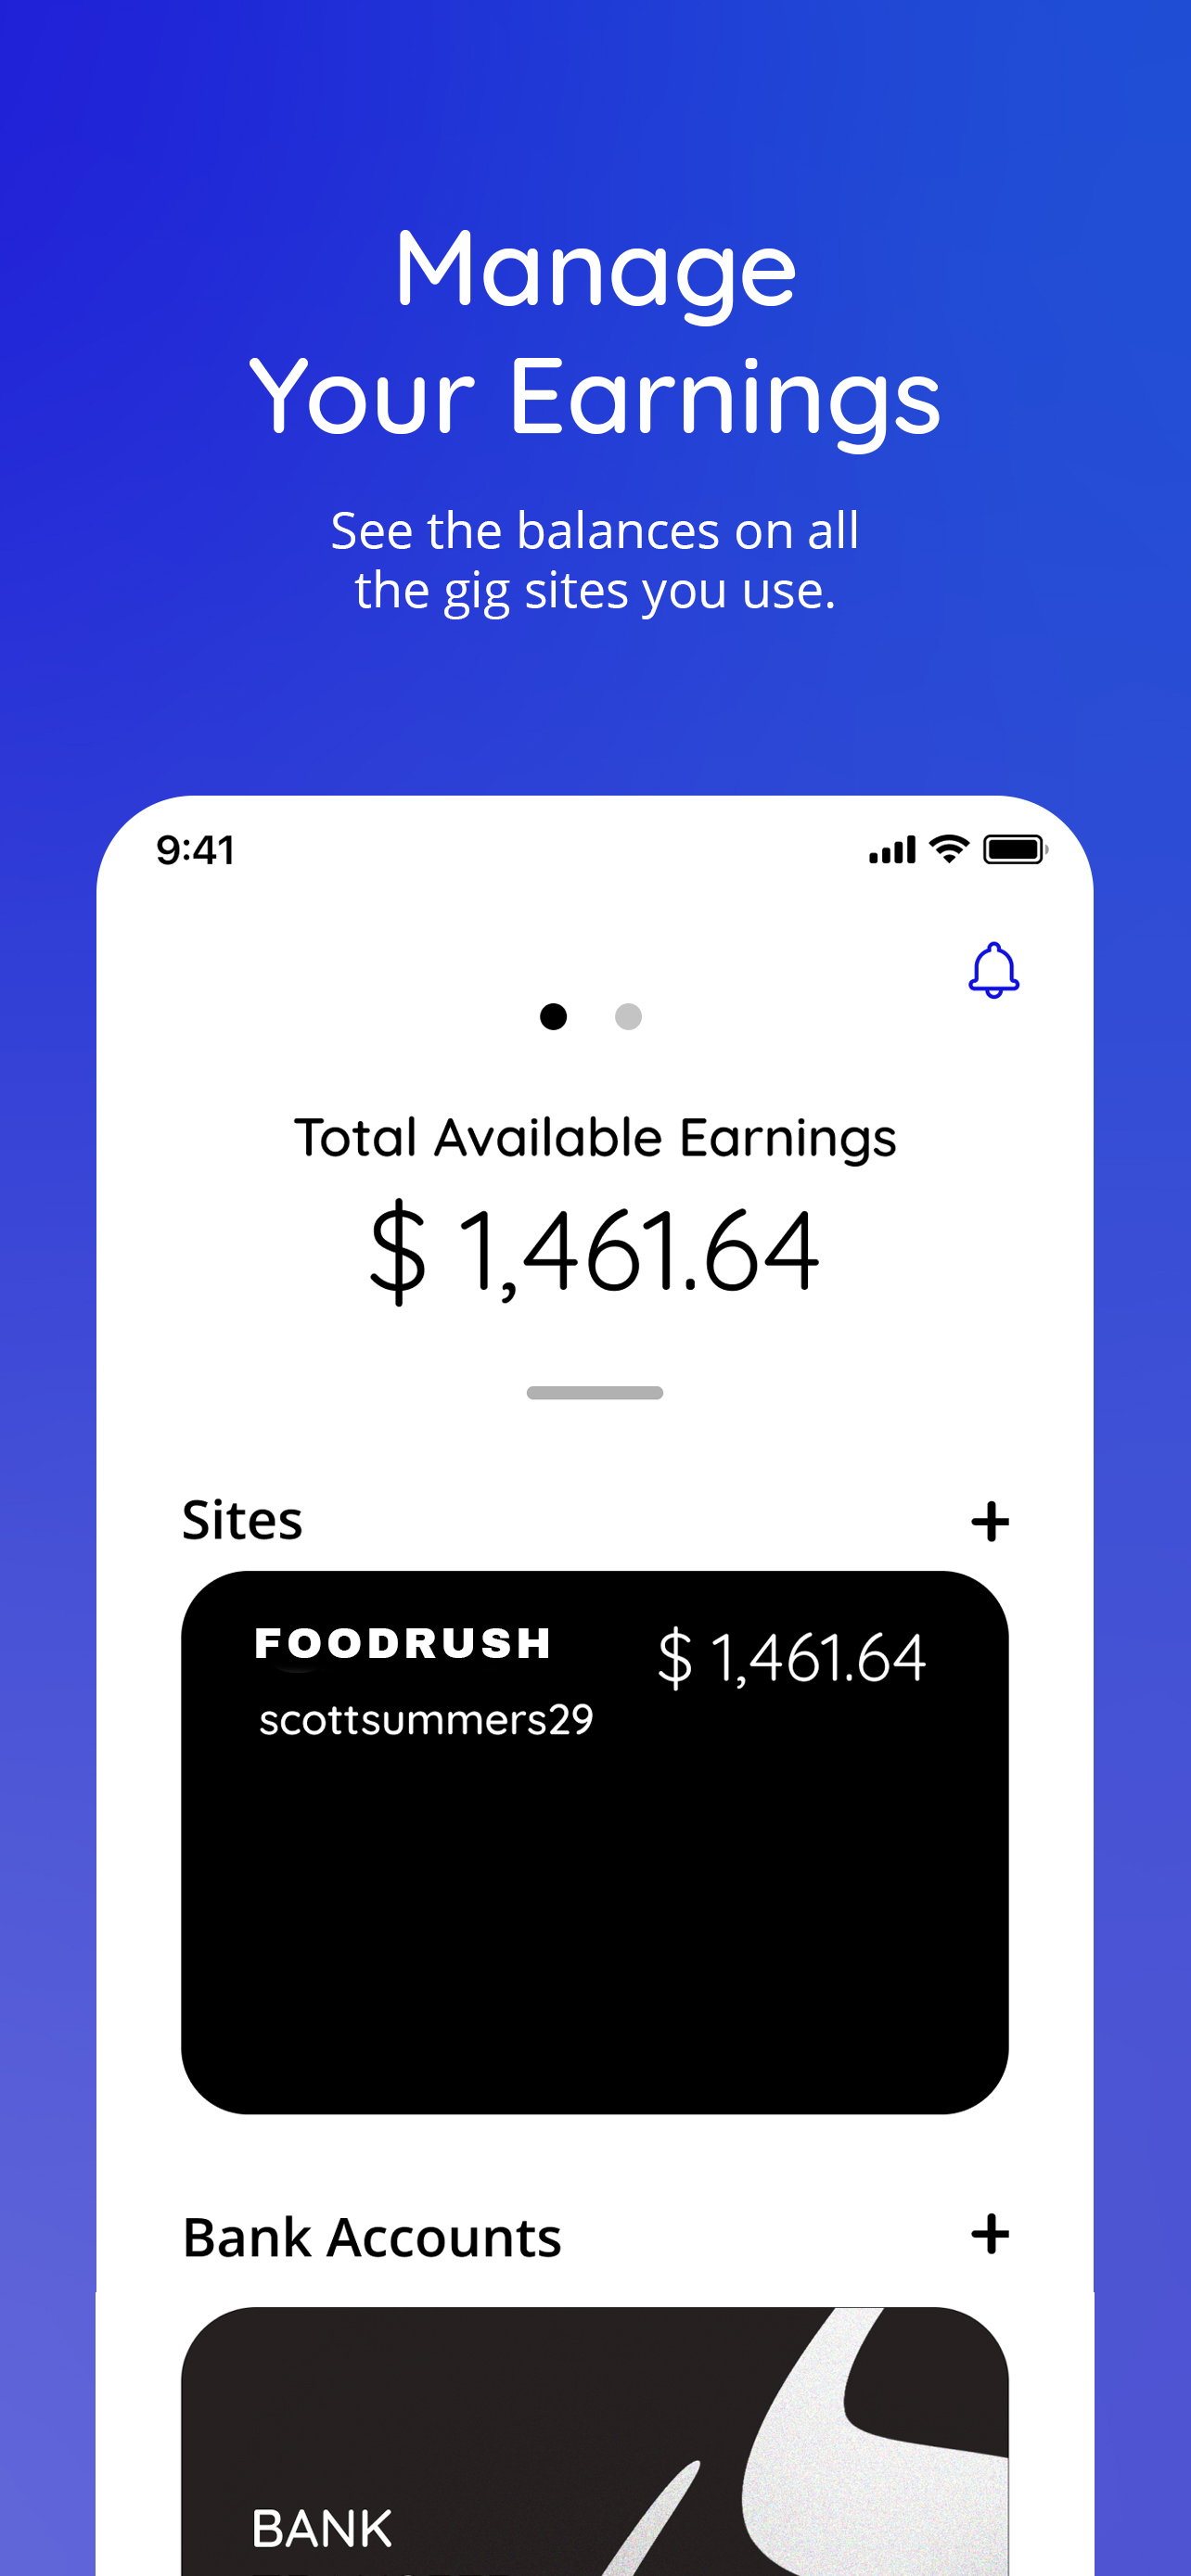 Manage
Your Earnings
See the balances on all
the gig sites you use.
9:41
Total Available Earnings
$ 1,461.64
Sites
FOODRUSH
$ 1,461.64
scottsummers29
Bank Accounts
BANK